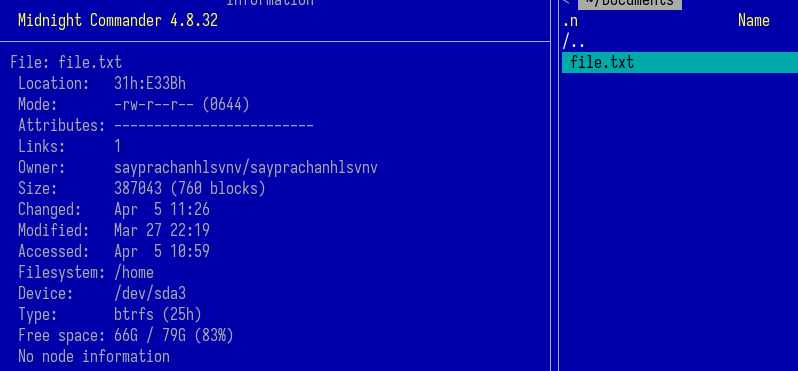 Information
Midnight Commander 4.8.32
File: file.txt
Location: 31h:E33Bh
Mode: -rw-r--r-- (0644)
Attributes: -------------------------
Links: 1
Owner: sayprachanhlsvnv/sayprachanhlsvnv
Size: 387043 (760 blocks)
Changed: Apr  5 11:26
Modified: Mar 27 22:19
Accessed: Apr  5 10:59
Filesystem: /home
Device: /dev/sda3
Type: btrfs (25h)
Free space: 66G / 79G (83%)
No node information
< ~/Documents
.n Name
/..
file.txt